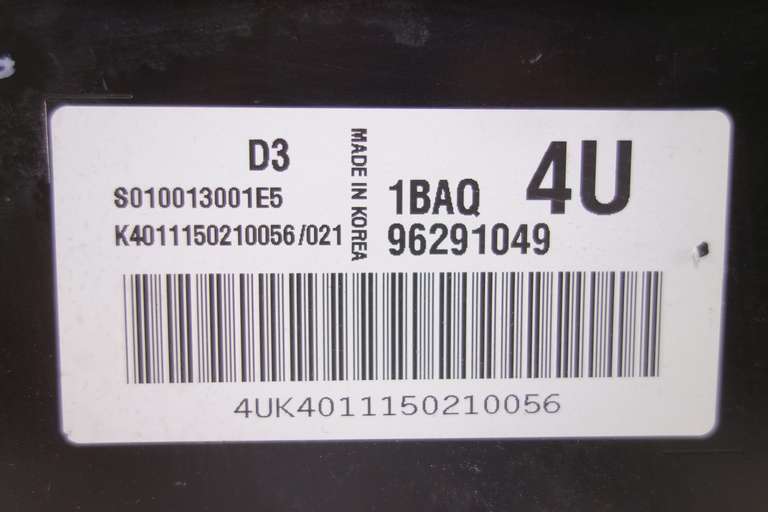 D3
S010013001E5
K4011150210056/021
MADE IN KOREA
1BAQ
4U
96291049
4UK4011150210056